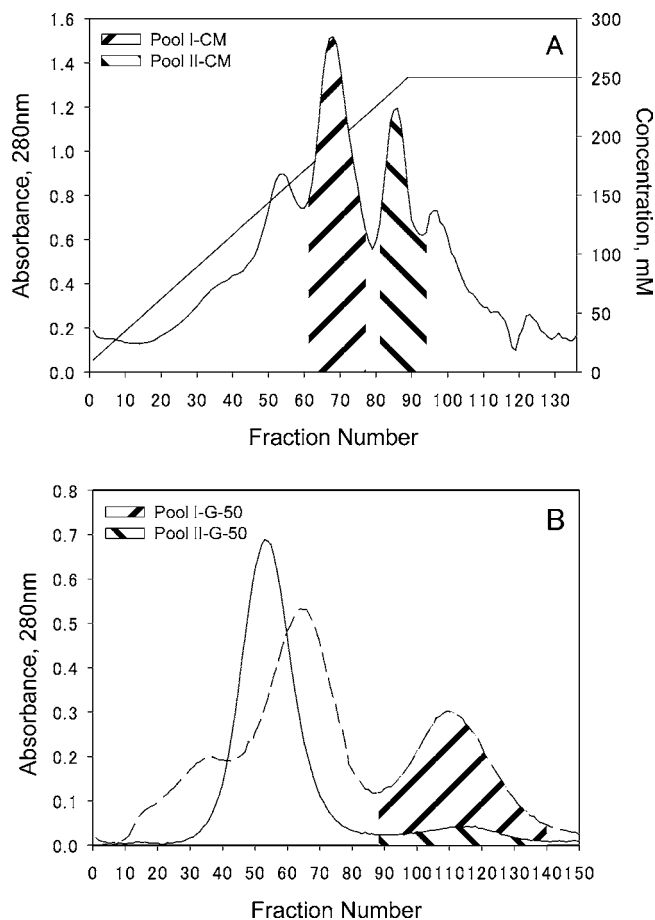 A
Pool I-CM
Pool II-CM
Absorbance, 280nm
1.6
1.4
1.2
1.0
0.8
0.6
0.4
0.2
0.0
300
250
200
150
100
50
0
Concentration, mM
0 10 20 30 40 50 60 70 80 90 100 110 120 130
Fraction Number
B
Pool I-G-50
Pool II-G-50
Absorbance, 280nm
0.8
0.7
0.6
0.5
0.4
0.3
0.2
0.1
0.0
0 10 20 30 40 50 60 70 80 90 100 110 120 130 140 150
Fraction Number